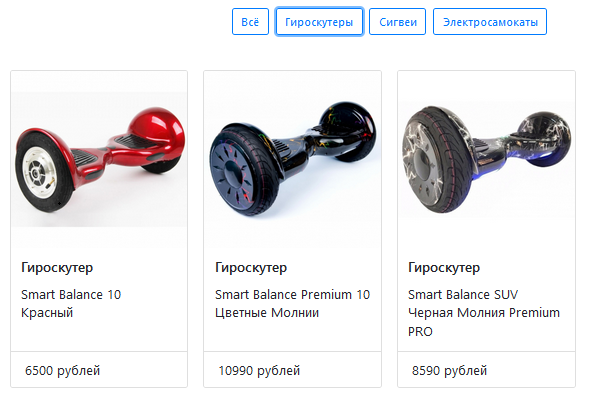 Всё Гироскутеры Сигвеи Электросамокаты
Гироскутер
Smart Balance 10
Красный
6500 рублей
Гироскутер
Smart Balance Premium 10
Цветные Молнии
10990 рублей
Гироскутер
Smart Balance SUV
Черная Молния Premium
PRO
8590 рублей